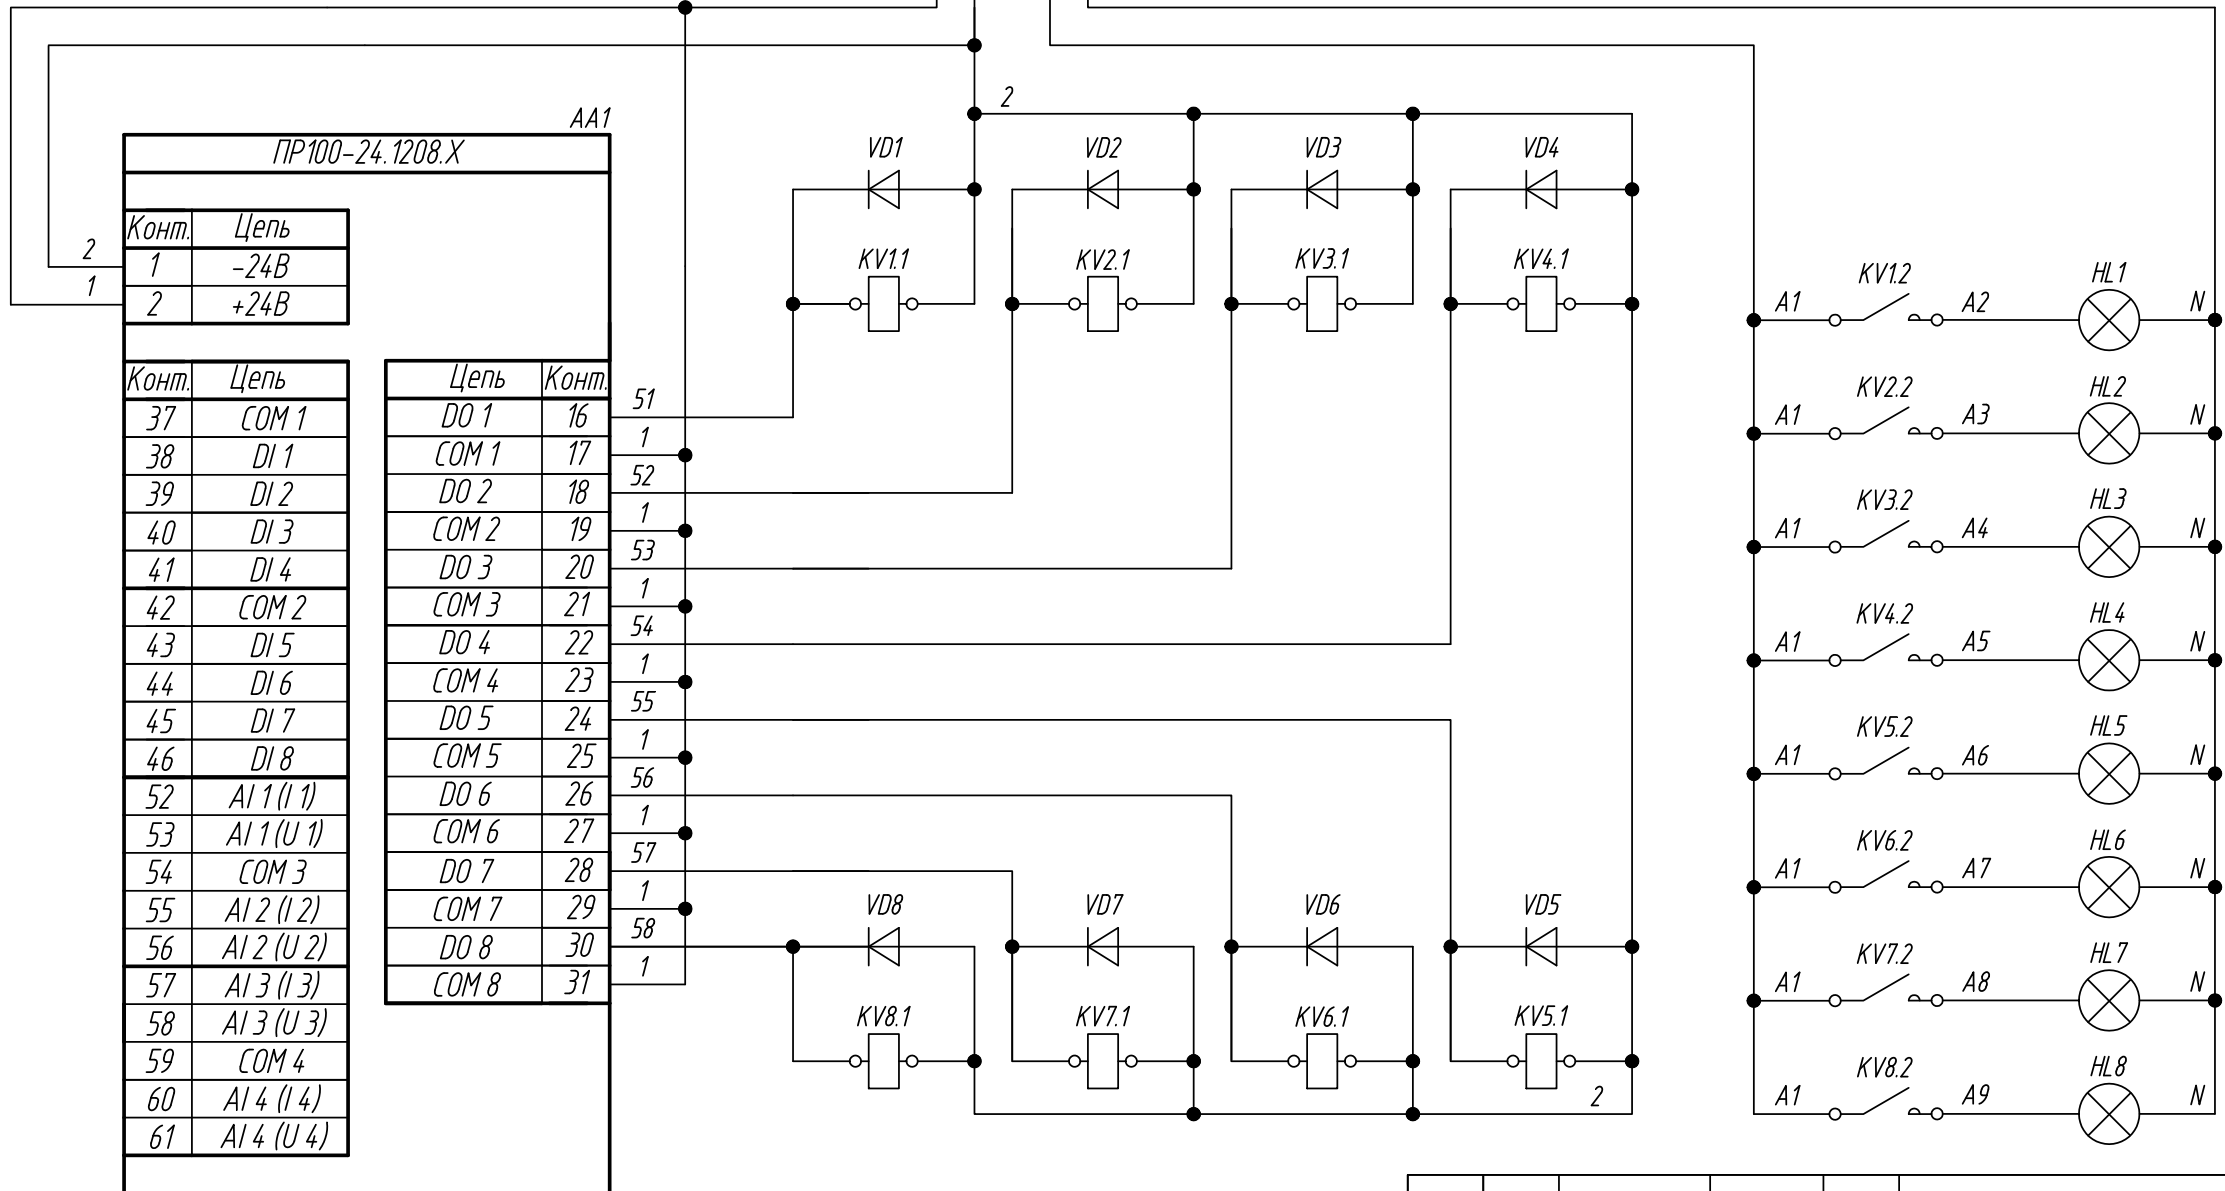 2
AA1
ПР100-24.1208.X
VD1 VD2 VD3 VD4
Конт. Цепь
2 1 -24В
1 2 +24В
KV1.1 KV2.1 KV3.1 KV4.1
Конт. Цепь
37 COM 1
38 DI 1
39 DI 2
40 DI 3
41 DI 4
42 COM 2
43 DI 5
44 DI 6
45 DI 7
46 DI 8
52 AI 1 (I 1)
53 AI 1 (U 1)
54 COM 3
55 AI 2 (I 2)
56 AI 2 (U 2)
57 AI 3 (I 3)
58 AI 3 (U 3)
59 COM 4
60 AI 4 (I 4)
61 AI 4 (U 4)
Цепь Конт.
DO 1 16 51
COM 1 17 1
DO 2 18 52
COM 2 19 1
DO 3 20 53
COM 3 21 1
DO 4 22 54
COM 4 23 1
DO 5 24 55
COM 5 25 1
DO 6 26 56
COM 6 27 1
DO 7 28 57
COM 7 29 1
DO 8 30 58
COM 8 31 1
VD8 VD7 VD6 VD5
KV8.1 KV7.1 KV6.1 KV5.1
2
KV1.2 HL1
A1 A2 N
KV2.2 HL2
A1 A3 N
KV3.2 HL3
A1 A4 N
KV4.2 HL4
A1 A5 N
KV5.2 HL5
A1 A6 N
KV6.2 HL6
A1 A7 N
KV7.2 HL7
A1 A8 N
KV8.2 HL8
A1 A9 N